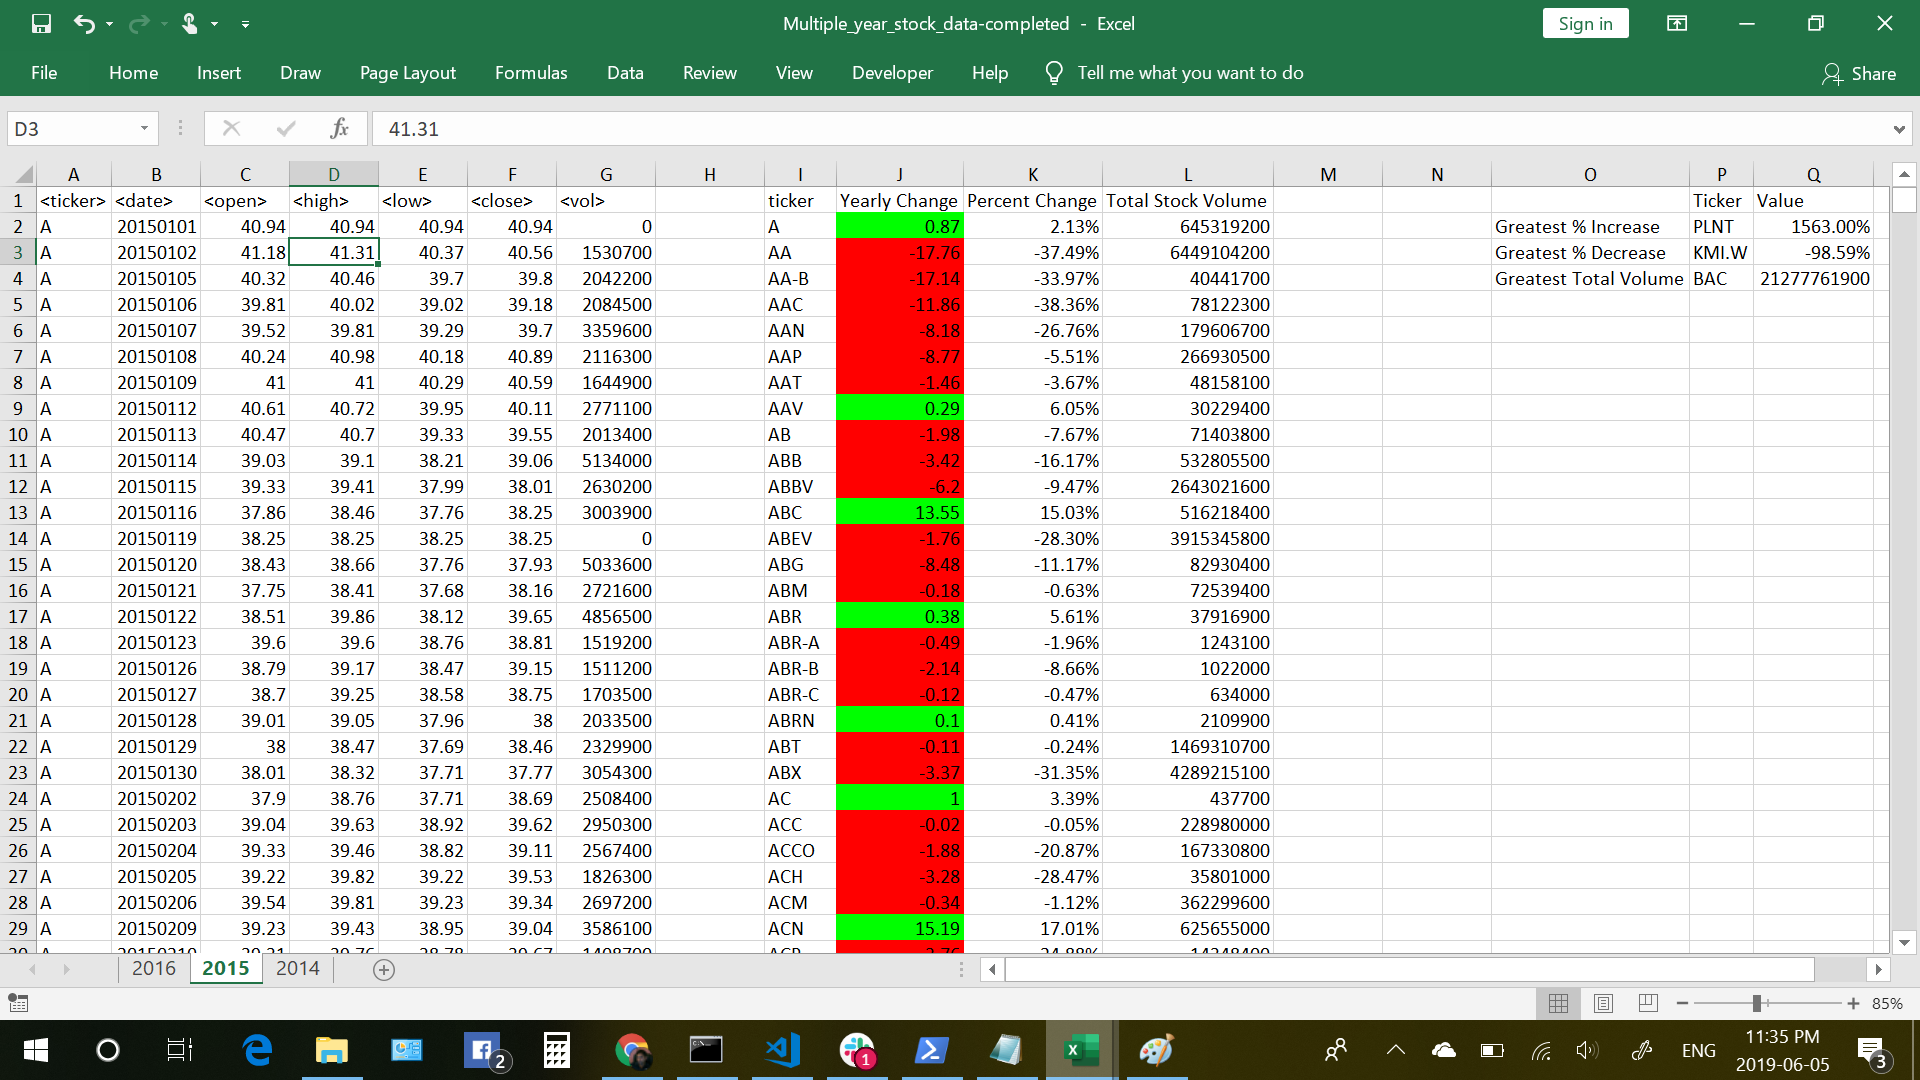 Multiple_year_stock_data-completed - Excel
Sign in
File Home Insert Draw Page Layout Formulas Data Review View Developer Help Tell me what you want to do Share
D3 fx 41.31
A B C D E F G H I J K L M N O P Q
1 <ticker> <date> <open> <high> <low> <close> <vol> ticker Yearly Change Percent Change Total Stock Volume Ticker Value
2 A 20150101 40.94 40.94 40.94 40.94 0 A 0.87 2.13% 645319200 Greatest % Increase PLNT 1563.00%
3 A 20150102 41.18 41.31 40.37 40.56 1530700 AA -17.76 -37.49% 6449104200 Greatest % Decrease KMI.W -98.59%
4 A 20150105 40.32 40.46 39.7 39.8 2042200 AA-B -17.14 -33.97% 40441700 Greatest Total Volume BAC 21277761900
5 A 20150106 39.81 40.02 39.02 39.18 2084500 AAC -11.86 -38.36% 78122300
6 A 20150107 39.52 39.81 39.29 39.7 3359600 AAN -8.18 -26.76% 179606700
7 A 20150108 40.24 40.98 40.18 40.89 2116300 AAP -8.77 -5.51% 266930500
8 A 20150109 41 41 40.29 40.59 1644900 AAT -1.46 -3.67% 48158100
9 A 20150112 40.61 40.72 39.95 40.11 2771100 AAV 0.29 6.05% 30229400
10 A 20150113 40.47 40.7 39.33 39.55 2013400 AB -1.98 -7.67% 71403800
11 A 20150114 39.03 39.1 38.21 39.06 5134000 ABB -3.42 -16.17% 532805500
12 A 20150115 39.33 39.41 37.99 38.01 2630200 ABBV -6.2 -9.47% 2643021600
13 A 20150116 37.86 38.46 37.76 38.25 3003900 ABC 13.55 15.03% 516218400
14 A 20150119 38.25 38.25 38.25 38.25 0 ABEV -1.76 -28.30% 3915345800
15 A 20150120 38.43 38.66 37.76 37.93 5033600 ABG -8.48 -11.17% 82930400
16 A 20150121 37.75 38.41 37.68 38.16 2721600 ABM -0.18 -0.63% 72539400
17 A 20150122 38.51 39.86 38.12 39.65 4856500 ABR 0.38 5.61% 37916900
18 A 20150123 39.6 39.6 38.76 38.81 1519200 ABR-A -0.49 -1.96% 1243100
19 A 20150126 38.79 39.17 38.47 39.15 1511200 ABR-B -2.14 -8.66% 1022000
20 A 20150127 38.7 39.25 38.58 38.75 1703500 ABR-C -0.12 -0.47% 634000
21 A 20150128 39.01 39.05 37.96 38 2033500 ABRN 0.1 0.41% 2109900
22 A 20150129 38 38.47 37.69 38.46 2329900 ABT -0.11 -0.24% 1469310700
23 A 20150130 38.01 38.32 37.71 37.77 3054300 ABX -3.37 -31.35% 4289215100
24 A 20150202 37.9 38.76 37.71 38.69 2508400 AC 1 3.39% 437700
25 A 20150203 39.04 39.63 38.92 39.62 2950300 ACC -0.02 -0.05% 228980000
26 A 20150204 39.33 39.46 38.82 39.11 2567400 ACCO -1.88 -20.87% 167330800
27 A 20150205 39.22 39.82 39.22 39.53 1826300 ACH -3.28 -28.47% 35801000
28 A 20150206 39.54 39.81 39.23 39.34 2697200 ACM -0.34 -1.12% 362299600
29 A 20150209 39.23 39.43 38.95 39.04 3586100 ACN 15.19 17.01% 625655000
2016 2015 2014
85%
2 1 ENG 11:35 PM
2019-06-05 3